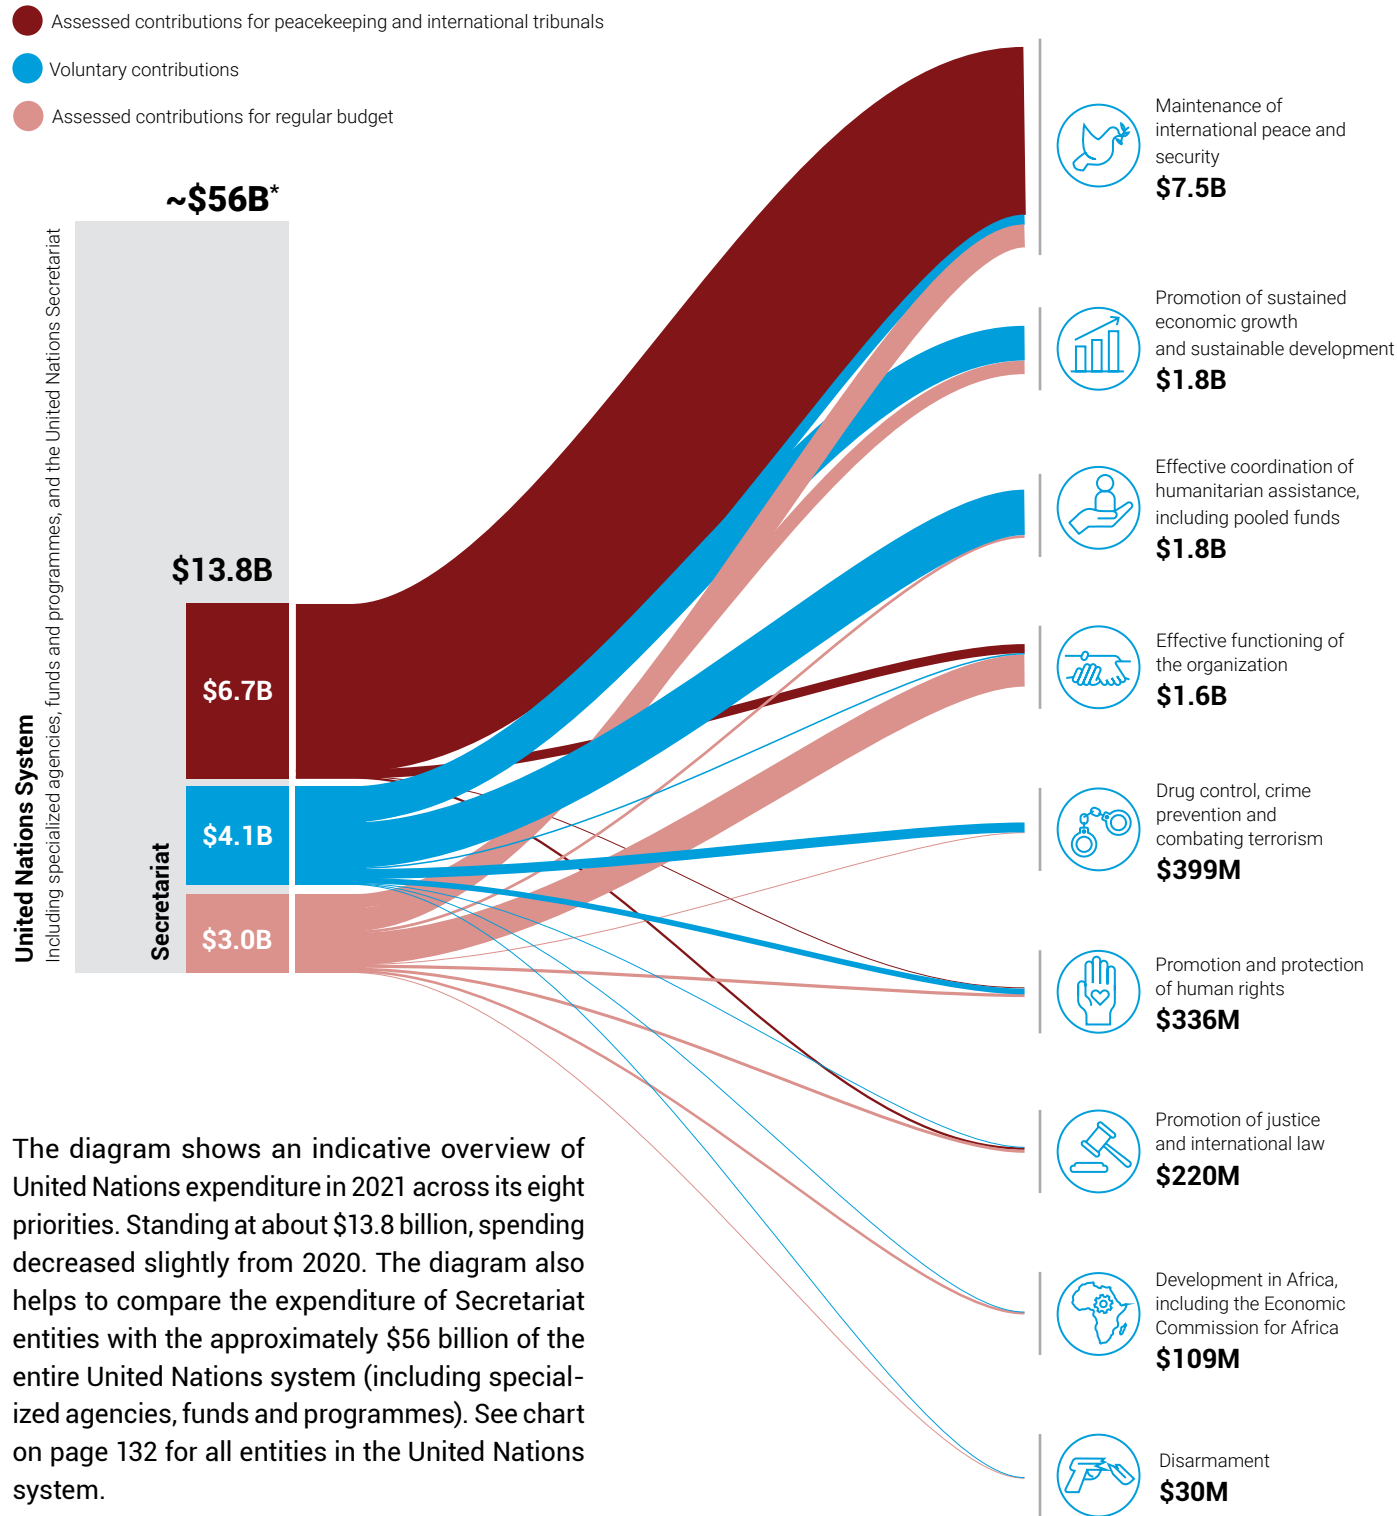 Assessed contributions for peacekeeping and international tribunals
Voluntary contributions
Assessed contributions for regular budget
~$56B*
United Nations System
Including specialized agencies, funds and programmes, and the United Nations Secretariat
$13.8B
Secretariat
$6.7B
$4.1B
$3.0B
Maintenance of
international peace and
security
$7.5B
Promotion of sustained
economic growth
and sustainable development
$1.8B
Effective coordination of
humanitarian assistance,
including pooled funds
$1.8B
Effective functioning of
the organization
$1.6B
Drug control, crime
prevention and
combating terrorism
$399M
Promotion and protection
of human rights
$336M
Promotion of justice
and international law
$220M
Development in Africa,
including the Economic
Commission for Africa
$109M
Disarmament
$30M
The diagram shows an indicative overview of
United Nations expenditure in 2021 across its eight
priorities. Standing at about $13.8 billion, spending
decreased slightly from 2020. The diagram also
helps to compare the expenditure of Secretariat
entities with the approximately $56 billion of the
entire United Nations system (including special-
ized agencies, funds and programmes). See chart
on page 132 for all entities in the United Nations
system.